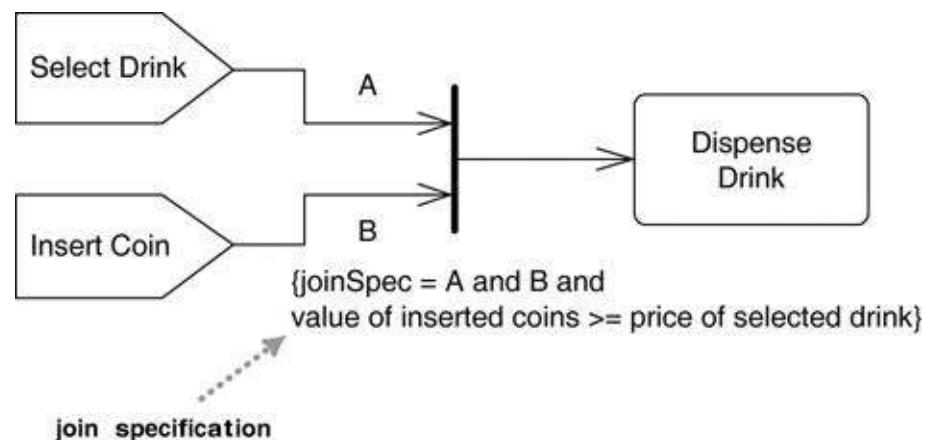 Select Drink
A
Dispense
Drink
Insert Coin
B
{joinSpec = A and B and
value of inserted coins >= price of selected drink}
join specification